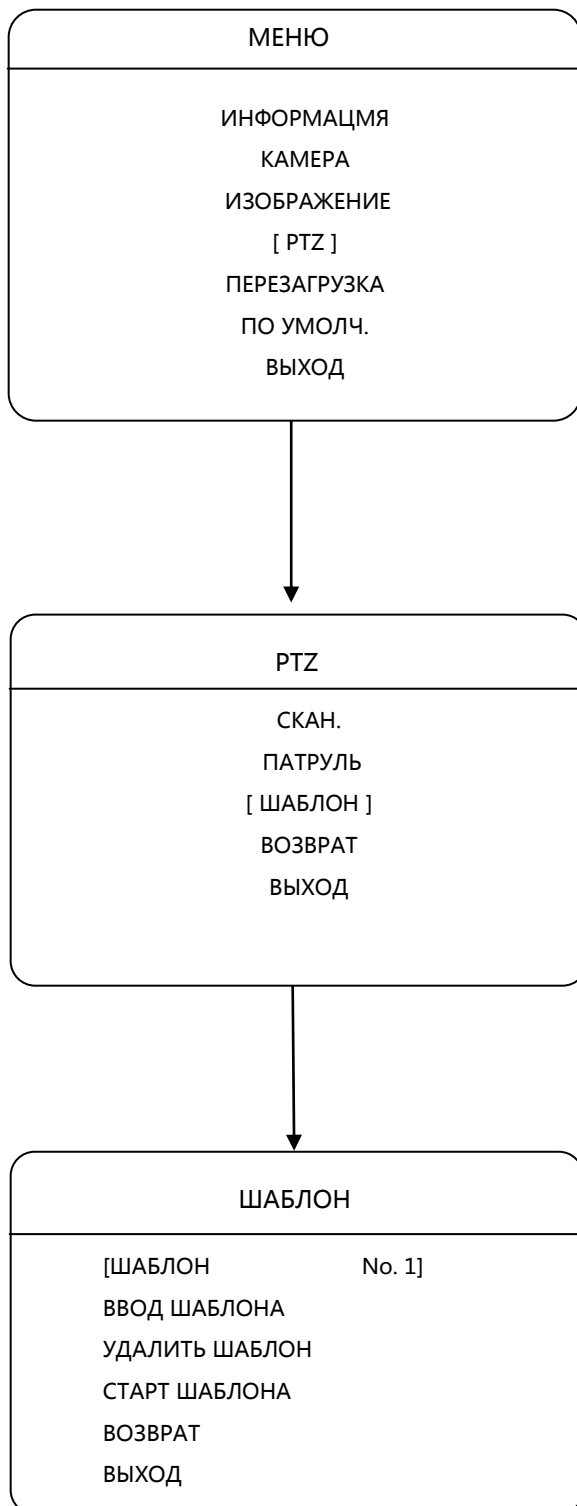 МЕНЮ
ИНФОРМАЦМЯ
КАМЕРА
ИЗОБРАЖЕНИЕ
[ PTZ ]
ПЕРЕЗАГРУЗКА
ПО УМОЛЧ.
ВЫХОД
PTZ
СКАН.
ПАТРУЛЬ
[ ШАБЛОН ]
ВОЗВРАТ
ВЫХОД
ШАБЛОН
[ШАБЛОН No. 1]
ВВОД ШАБЛОНА
УДАЛИТЬ ШАБЛОН
СТАРТ ШАБЛОНА
ВОЗВРАТ
ВЫХОД